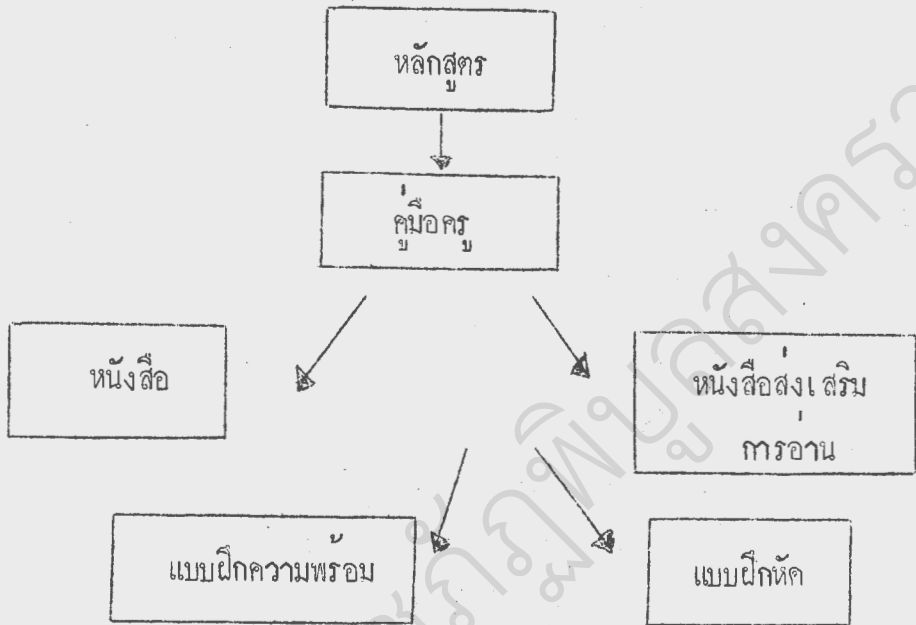 หลักสูตร
คู่มือครู
หนังสือ
หนังสือส่งเสริม
การอ่าน
แบบฝึกความพร้อม
แบบฝึกหัด